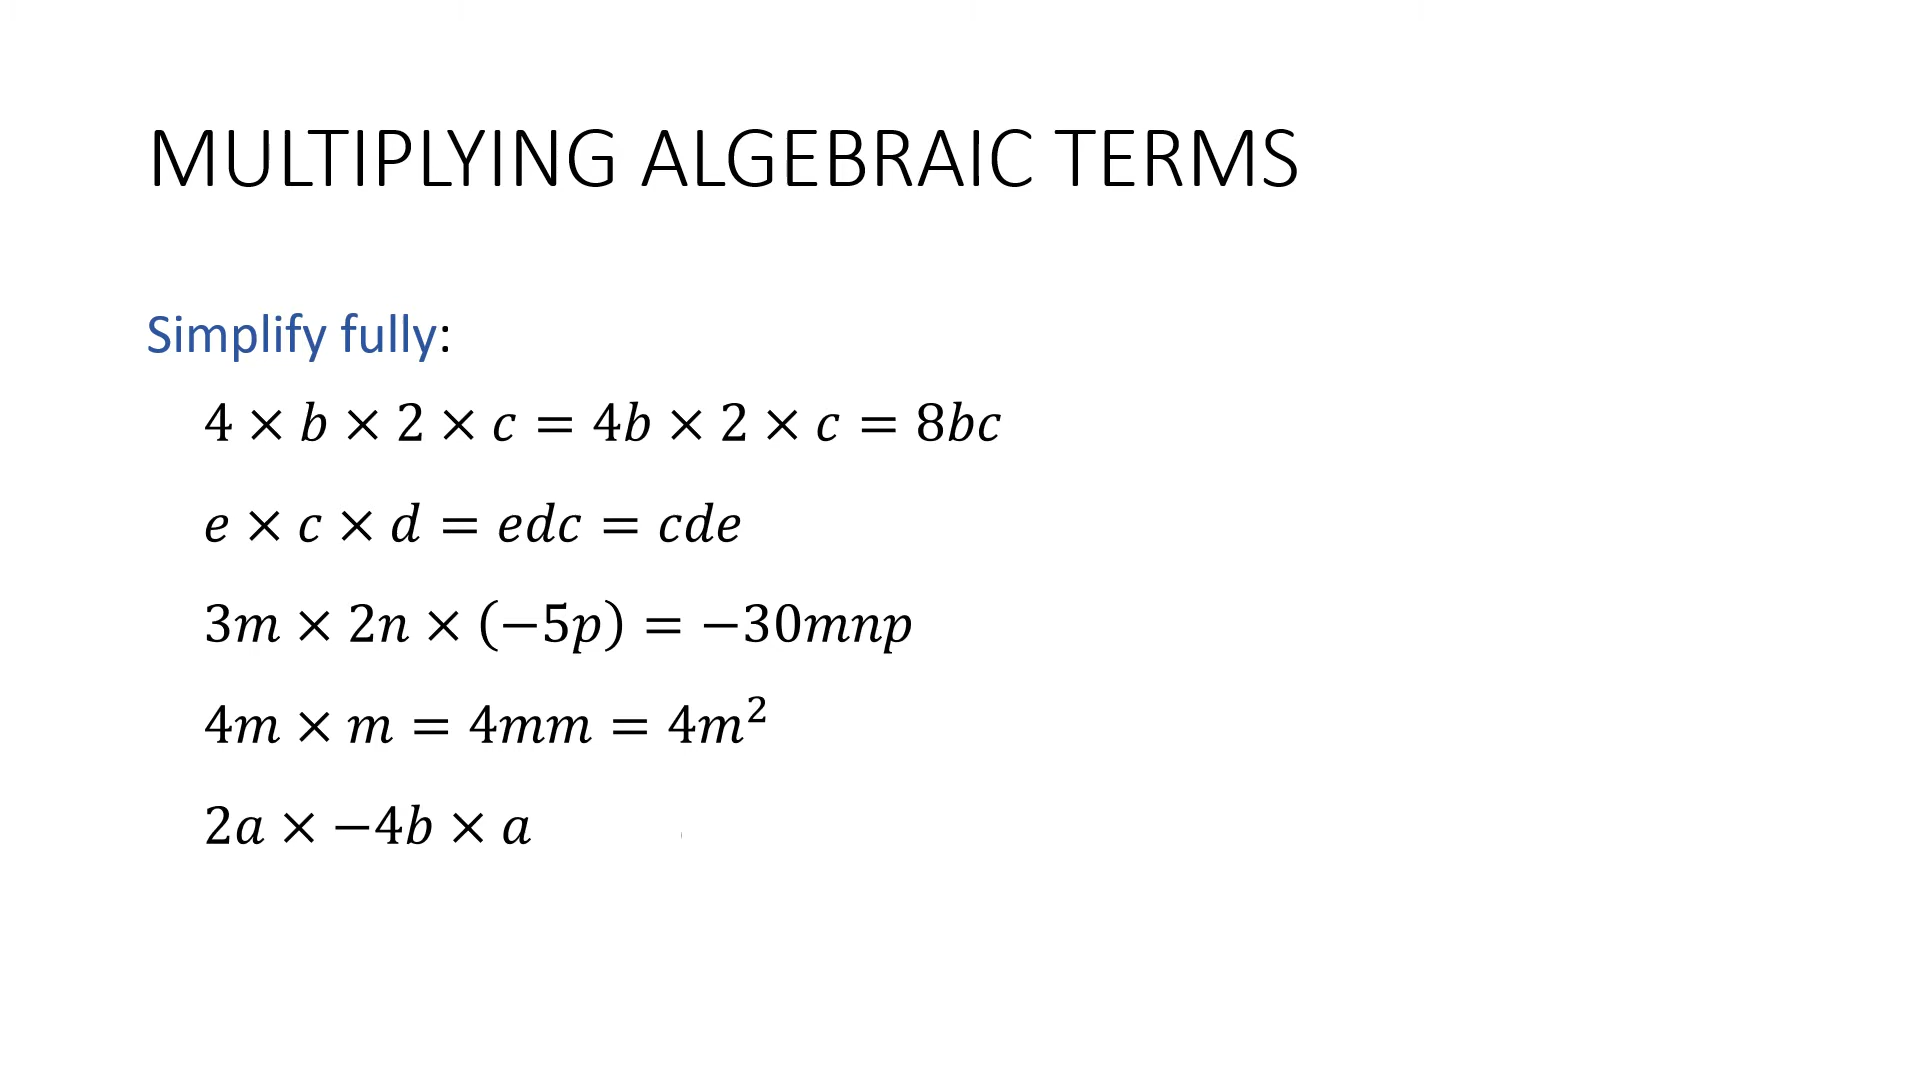 MULTIPLYING ALGEBRAIC TERMS
Simplify fully:
4 × b × 2 × c = 4b × 2 × c = 8bc
e × c × d = edc = cde
3m × 2n × (−5p) = −30mnp
4m × m = 4mm = 4m²
2a × −4b × a